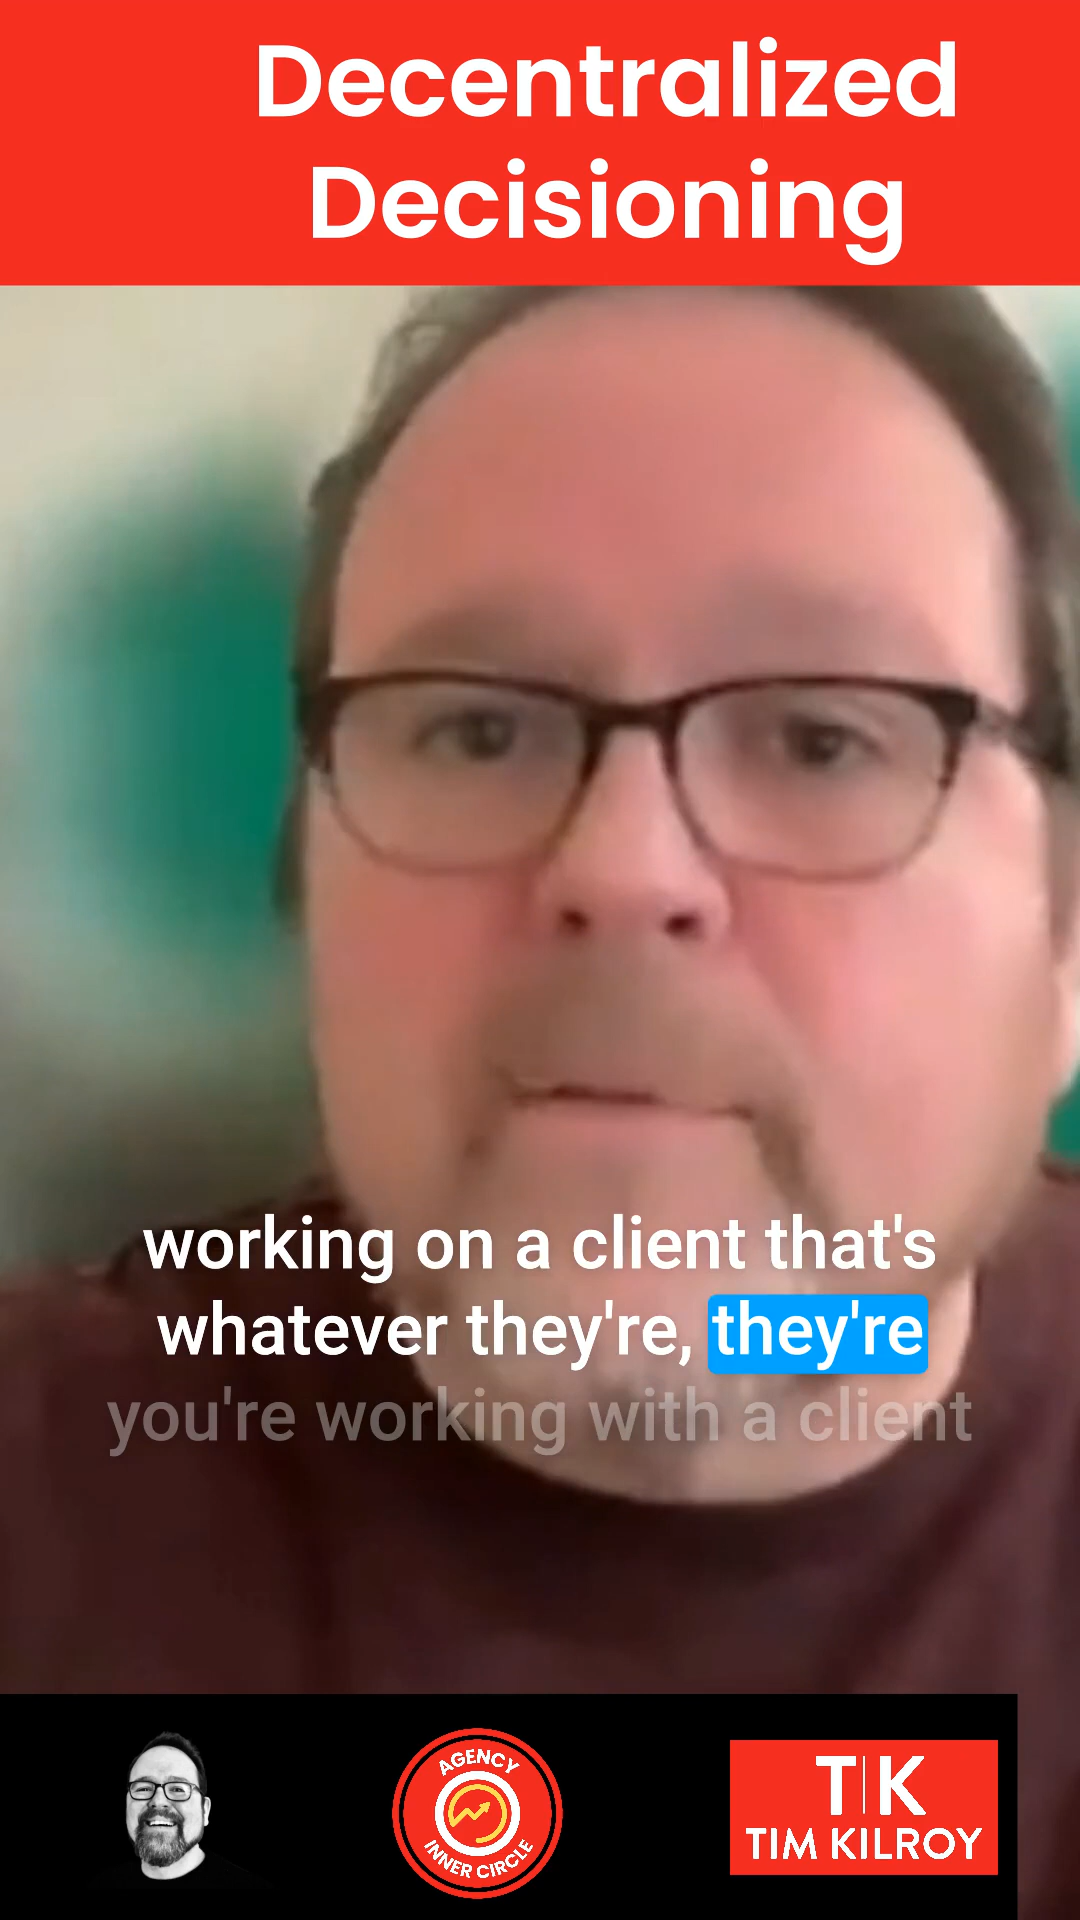 Decentralized
Decisioning
working on a client that's
whatever they're, they're
you're working with a client
AGENCY
INNER CIRCLE
T|K
TIM KILROY